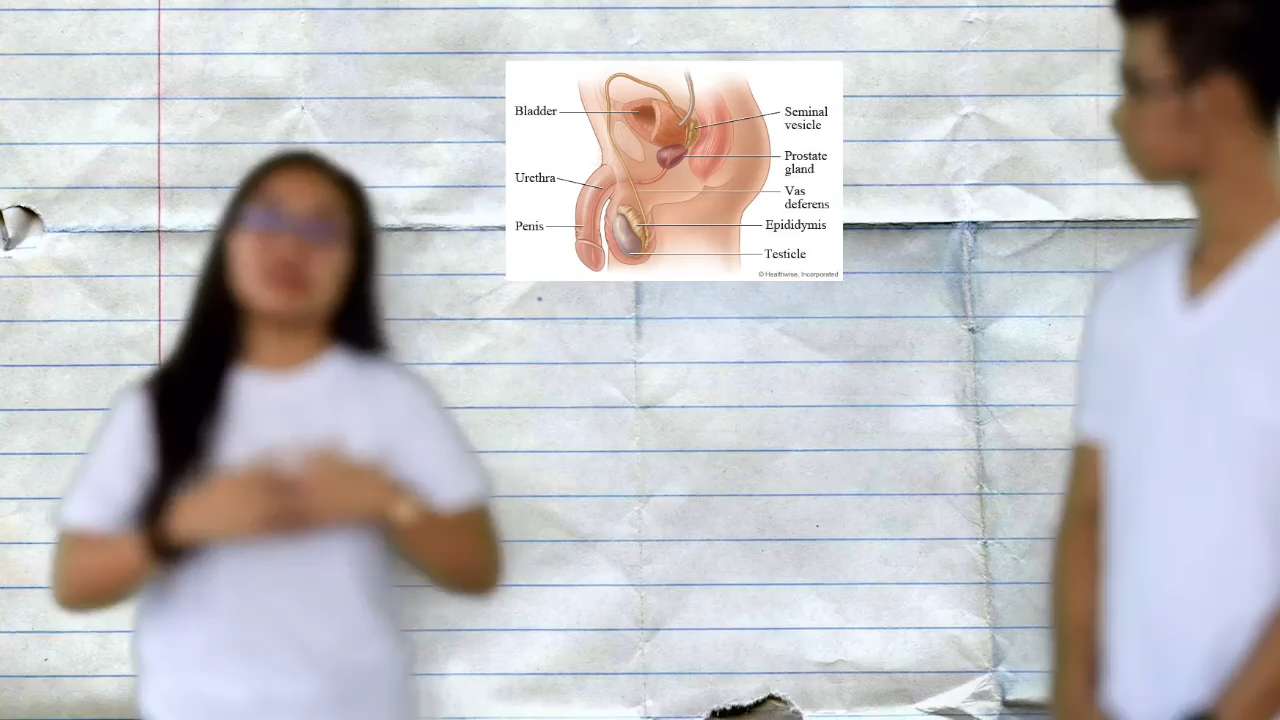 Bladder
Urethra
Penis
Seminal
vesicle
Prostate
gland
Vas
deferens
Epididymis
Testicle
© Healthwise, Incorporated